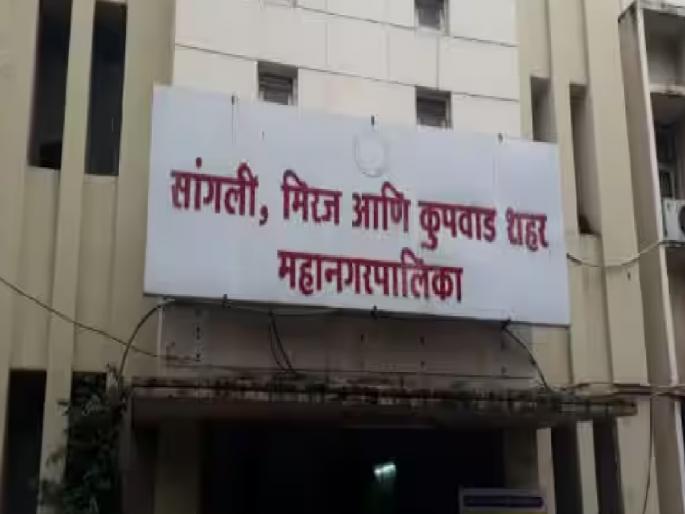 सांगली, मिरज आणि कुपवाड शहर
महानगरपालिका